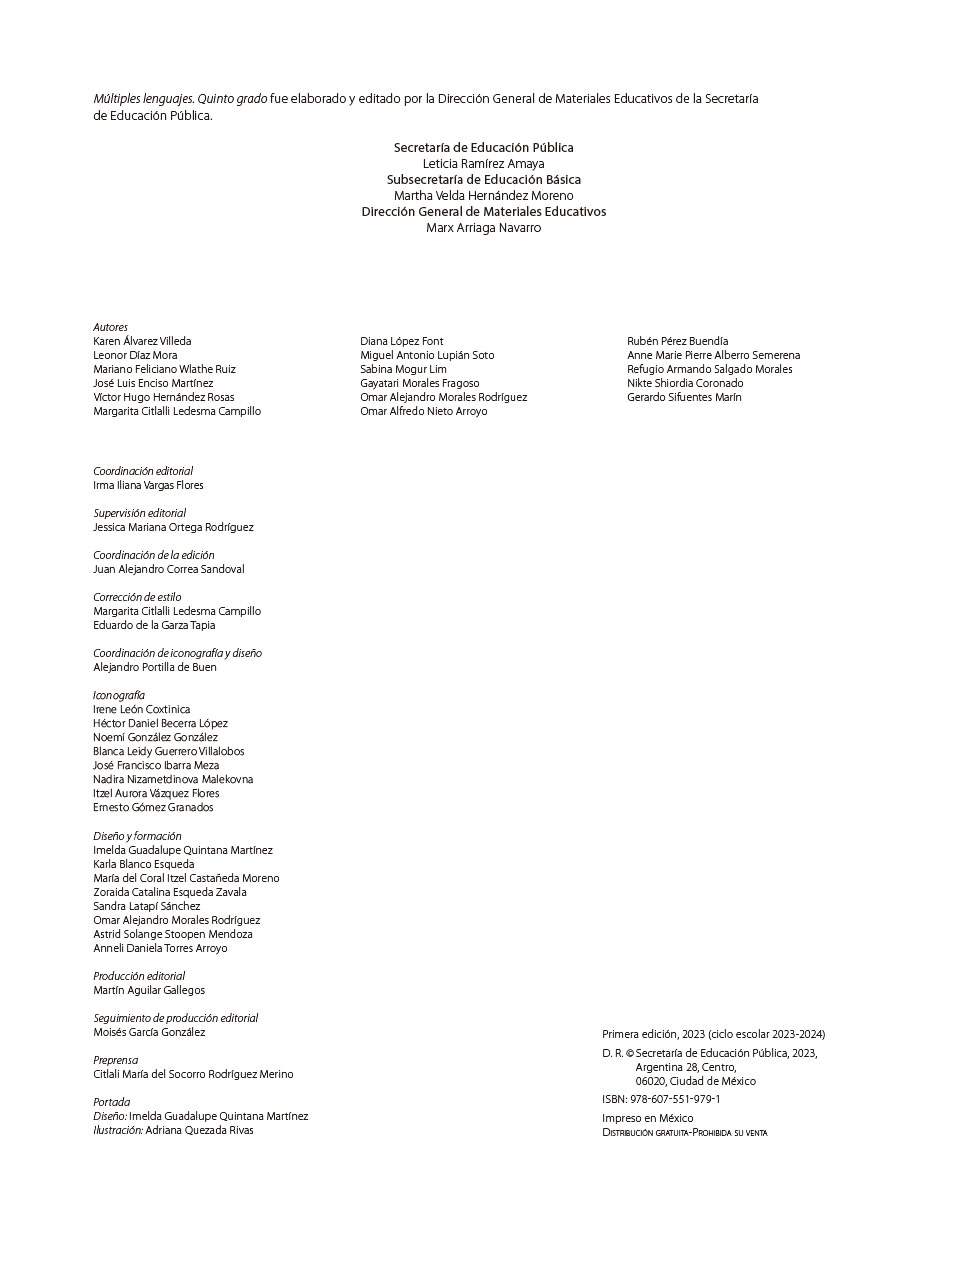 Múltiples lenguajes. Quinto grado fue elaborado y editado por la Dirección General de Materiales Educativos de la Secretaría
de Educación Pública.
Secretaría de Educación Pública
Leticia Ramírez Amaya
Subsecretaría de Educación Básica
Martha Velda Hernández Moreno
Dirección General de Materiales Educativos
Marx Arriaga Navarro
Autores
Karen Álvarez Villeda
Leonor Díaz Mora
Mariano Feliciano Wlathe Ruiz
José Luis Enciso Martínez
Víctor Hugo Hernández Rosas
Margarita Citlalli Ledesma Campillo
Diana López Font
Miguel Antonio Lupián Soto
Sabina Mogur Lim
Gayatari Morales Fragoso
Omar Alejandro Morales Rodríguez
Omar Alfredo Nieto Arroyo
Rubén Pérez Buendía
Anne Marie Pierre Alberro Semerena
Refugio Armando Salgado Morales
Nikte Shiordia Coronado
Gerardo Sifuentes Marín
Coordinación editorial
Irma Iliana Vargas Flores
Supervisión editorial
Jessica Mariana Ortega Rodríguez
Coordinación de la edición
Juan Alejandro Correa Sandoval
Corrección de estilo
Margarita Citlalli Ledesma Campillo
Eduardo de la Garza Tapia
Coordinación de iconografía y diseño
Alejandro Portilla de Buen
Iconografía
Irene León Coxtinica
Héctor Daniel Becerra López
Noemí González González
Blanca Leidy Guerrero Villalobos
José Francisco Ibarra Meza
Nadira Nizametdinova Malekovna
Itzel Aurora Vázquez Flores
Ernesto Gómez Granados
Diseño y formación
Imelda Guadalupe Quintana Martínez
Karla Blanco Esqueda
María del Coral Itzel Castañeda Moreno
Zoraida Catalina Esqueda Zavala
Sandra Latapí Sánchez
Omar Alejandro Morales Rodríguez
Astrid Solange Stoopen Mendoza
Anneli Daniela Torres Arroyo
Producción editorial
Martín Aguilar Gallegos
Seguimiento de producción editorial
Moisés García González
Preprensa
Citlali María del Socorro Rodríguez Merino
Portada
Diseño: Imelda Guadalupe Quintana Martínez
Ilustración: Adriana Quezada Rivas
Primera edición, 2023 (ciclo escolar 2023-2024)
D. R. © Secretaría de Educación Pública, 2023,
Argentina 28, Centro,
06020, Ciudad de México
ISBN: 978-607-551-979-1
Impreso en México
Distribución gratuita-Prohibida su venta